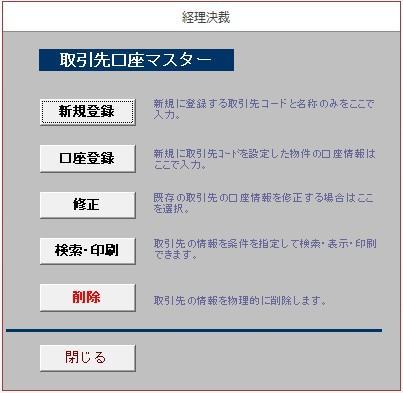 経理決裁
取引先口座マスター
新規登録
新規に登録する取引先コードと名称のみをここで
入力。
口座登録
新規に取引先ｺｰﾄﾞを設定した物件の口座情報は
ここで入力。
修正
既存の取引先の口座情報を修正する場合はここ
を選択。
検索・印刷
取引先の情報を条件を指定して検索・表示・印刷
できます。
削除
取引先の情報を物理的に削除します。
閉じる